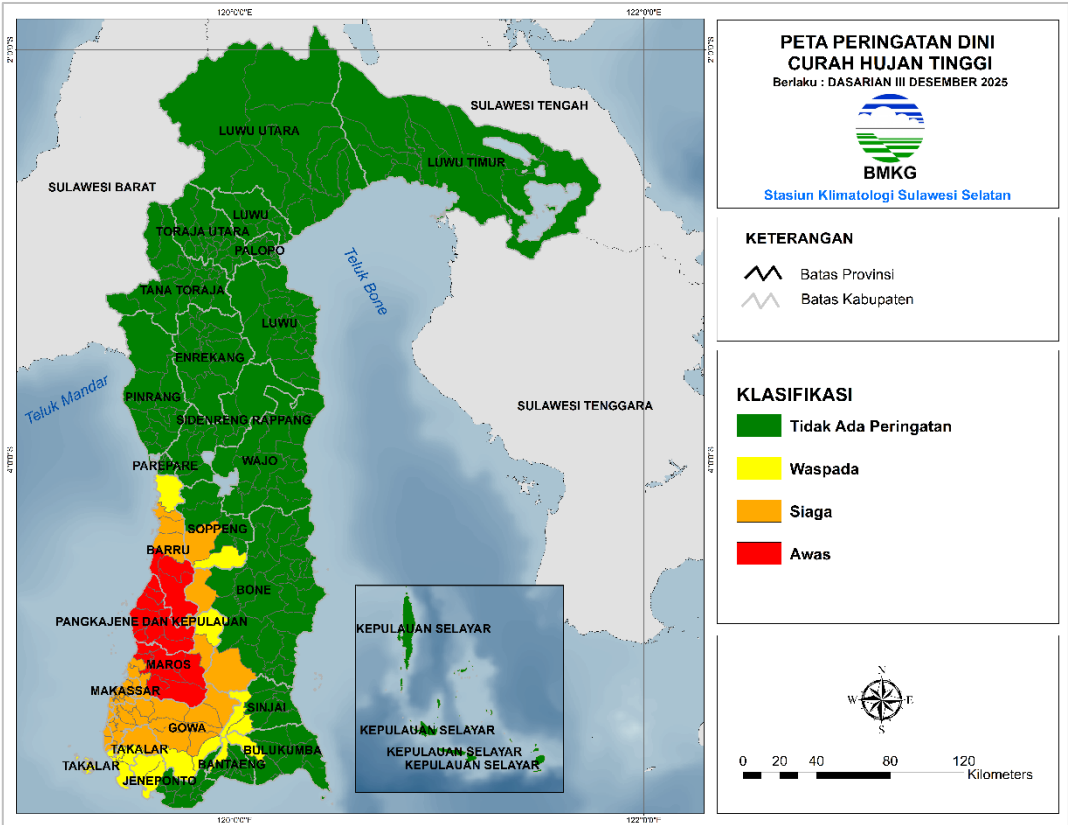 120°0'0"E
122°0'0"E
2°0'0"S
2°0'0"S
SULAWESI TENGAH
LUWU UTARA
LUWU TIMUR
SULAWESI BARAT
LUWU
TORAJA UTARA
PALOPO
Teluk Bone
TANA TORAJA
LUWU
ENREKANG
Teluk Mandar
PINRANG
SULAWESI TENGGARA
SIDENRENG RAPPANG
4°0'0"S
PAREPARE
WAJO
4°0'0"S
SOPPENG
BARRU
BONE
PANGKAJENE DAN KEPULAUAN
KEPULAUAN SELAYAR
MAROS
MAKASSAR
SINJAI
GOWA
KEPULAUAN SELAYAR
TAKALAR
BULUKUMBA
KEPULAUAN SELAYAR
TAKALAR
BANTAENG
KEPULAUAN SELAYAR
JENEPONTO
120°0'0"E
122°0'0"E
PETA PERINGATAN DINI
CURAH HUJAN TINGGI
Berlaku : DASARIAN III DESEMBER 2025
BMKG
Stasiun Klimatologi Sulawesi Selatan
KETERANGAN
Batas Provinsi
Batas Kabupaten
KLASIFIKASI
Tidak Ada Peringatan
Waspada
Siaga
Awas
N
W E
S
0 20 40 80 120
Kilometers